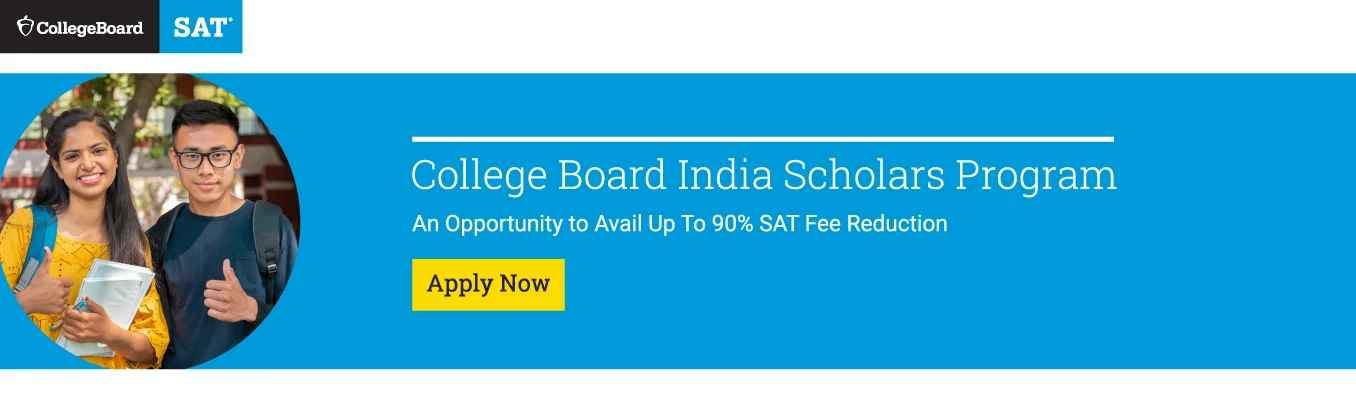 CollegeBoard SAT®
College Board India Scholars Program
An Opportunity to Avail Up To 90% SAT Fee Reduction
Apply Now